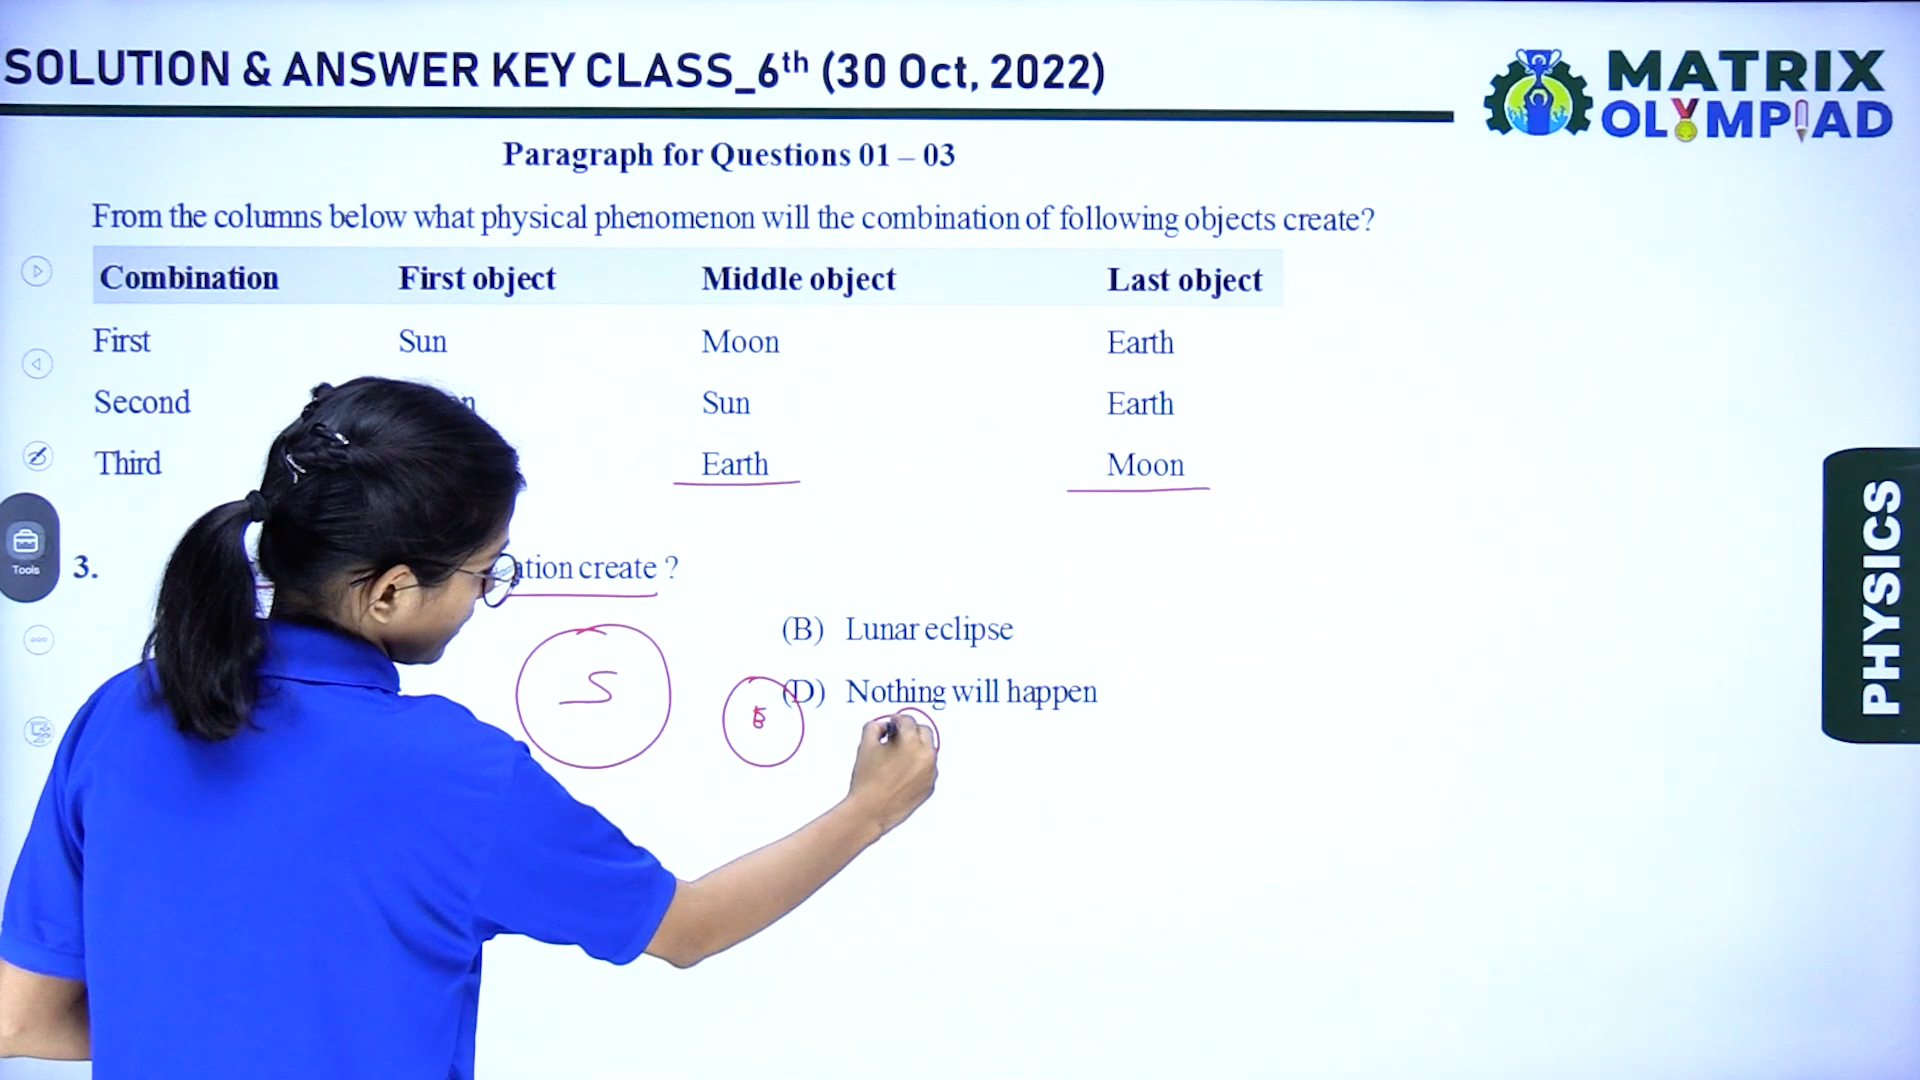 SOLUTION & ANSWER KEY CLASS_6th (30 Oct, 2022)
MATRIX
OLYMPIAD
Paragraph for Questions 01 – 03
From the columns below what physical phenomenon will the combination of following objects create?
Combination First object Middle object Last object
First Sun Moon Earth
Second Sun Earth
Third Earth Moon
Tools
3. create ?
(B) Lunar eclipse
S
(D) Nothing will happen
E
PHYSICS